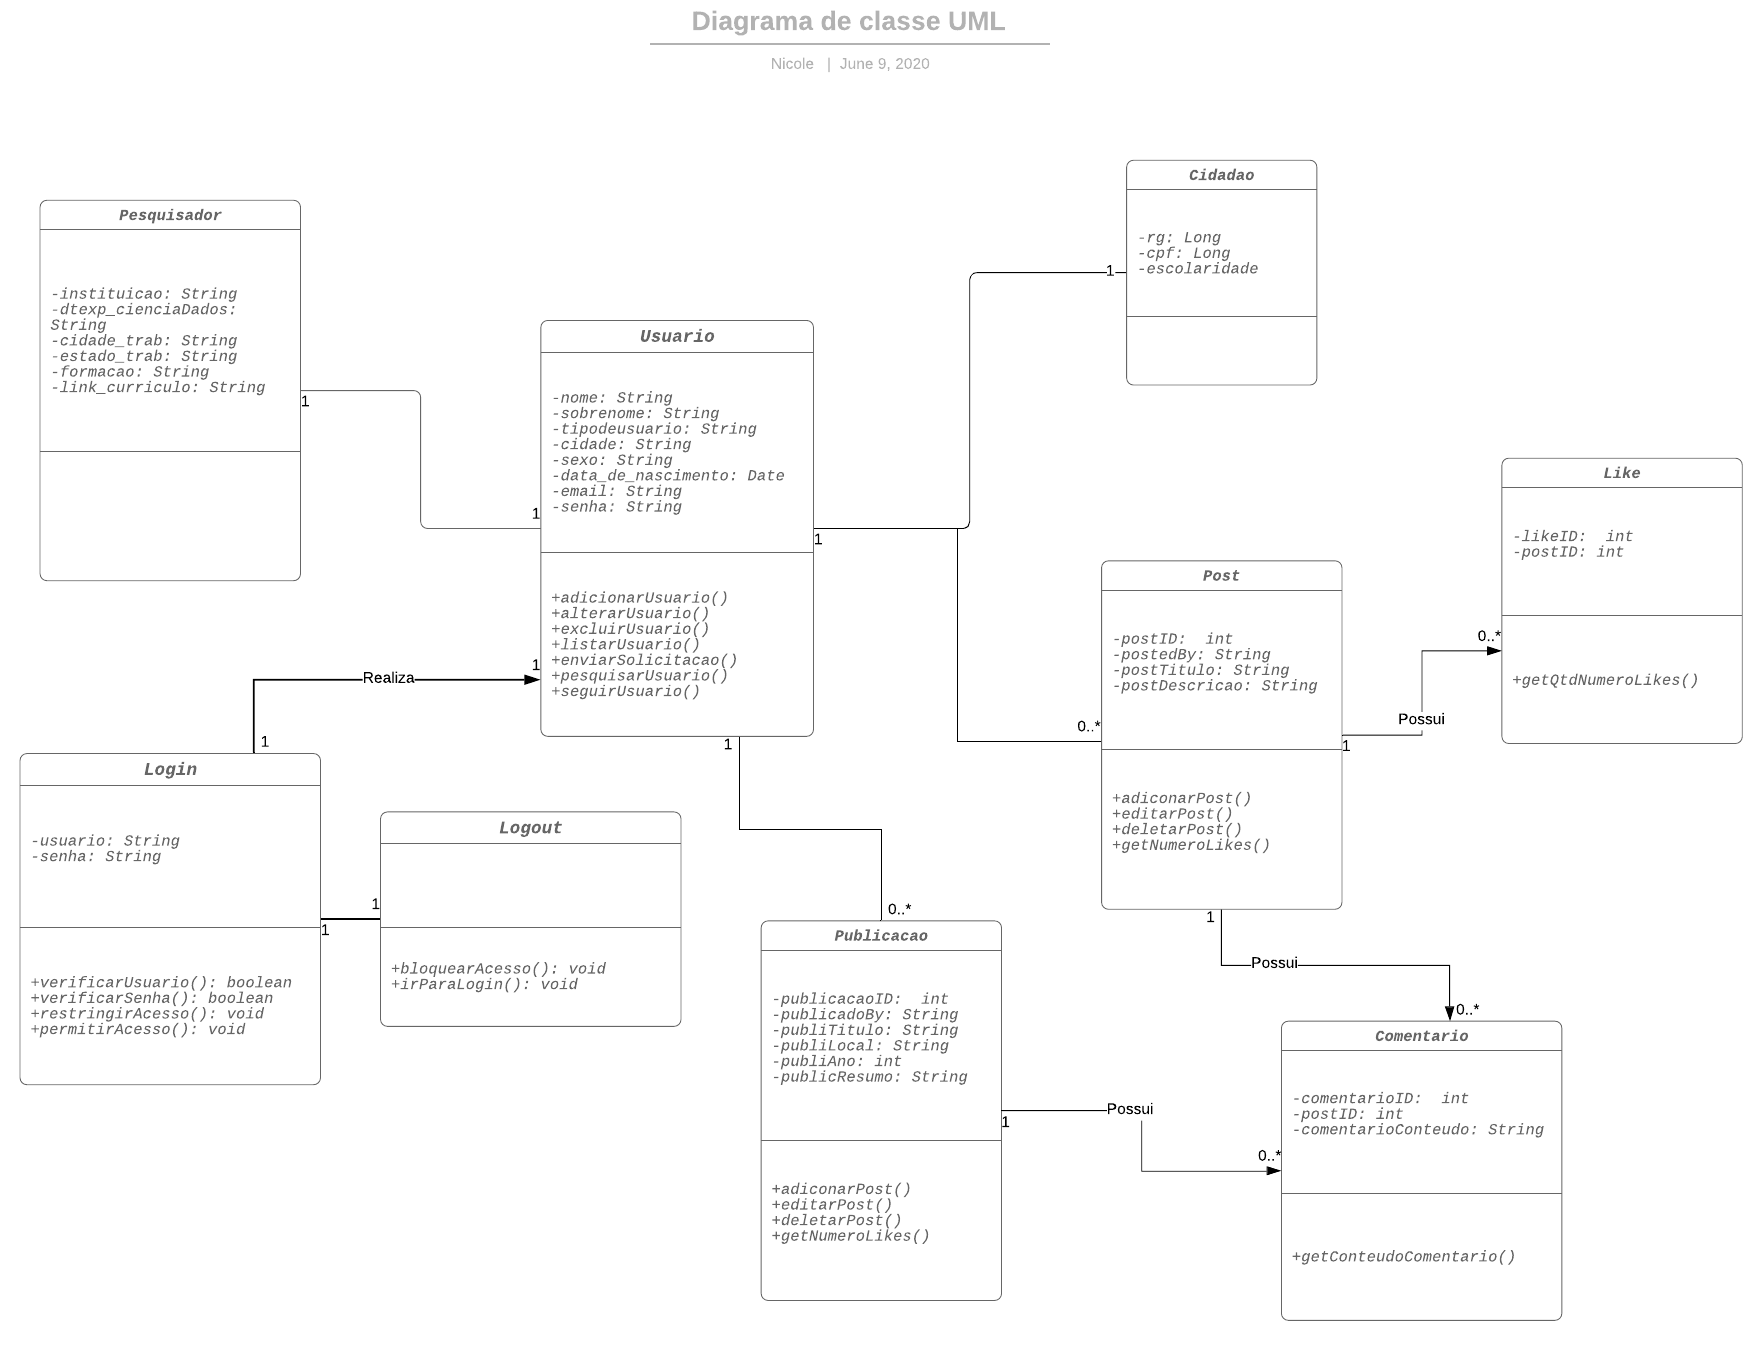 Diagrama de classe UML
Nicole | June 9, 2020
Cidadao
-rg: Long
-cpf: Long
-escolaridade
1
Pesquisador
-instituicao: String
-dtexp_cienciaDados:
String
-cidade_trab: String
-estado_trab: String
-formacao: String
-link_curriculo: String
1
Usuario
-nome: String
-sobrenome: String
-tipodeusuario: String
-cidade: String
-sexo: String
-data_de_nascimento: Date
-email: String
-senha: String
1
1
+adicionarUsuario()
+alterarUsuario()
+excluirUsuario()
+listarUsuario()
+enviarSolicitacao()
+pesquisarUsuario()
+seguirUsuario()
1
1
Realiza
1
Like
-likeID:  int
-postID: int
0..*
+getQtdNumeroLikes()
Post
-postID:  int
-postedBy: String
-postTitulo: String
-postDescricao: String
0..*
Possui
1
+adiconarPost()
+editarPost()
+deletarPost()
+getNumeroLikes()
1
Possui
0..*
Login
-usuario: String
-senha: String
1
1
+verificarUsuario(): boolean
+verificarSenha(): boolean
+restringirAcesso(): void
+permitirAcesso(): void
Logout
+bloquearAcesso(): void
+irParaLogin(): void
0..*
Publicacao
-publicacaoID:  int
-publicadoBy: String
-publiTitulo: String
-publiLocal: String
-publiAno: int
-publicResumo: String
1
Possui
0..*
+adiconarPost()
+editarPost()
+deletarPost()
+getNumeroLikes()
Comentario
-comentarioID:  int
-postID: int
-comentarioConteudo: String
+getConteudoComentario()